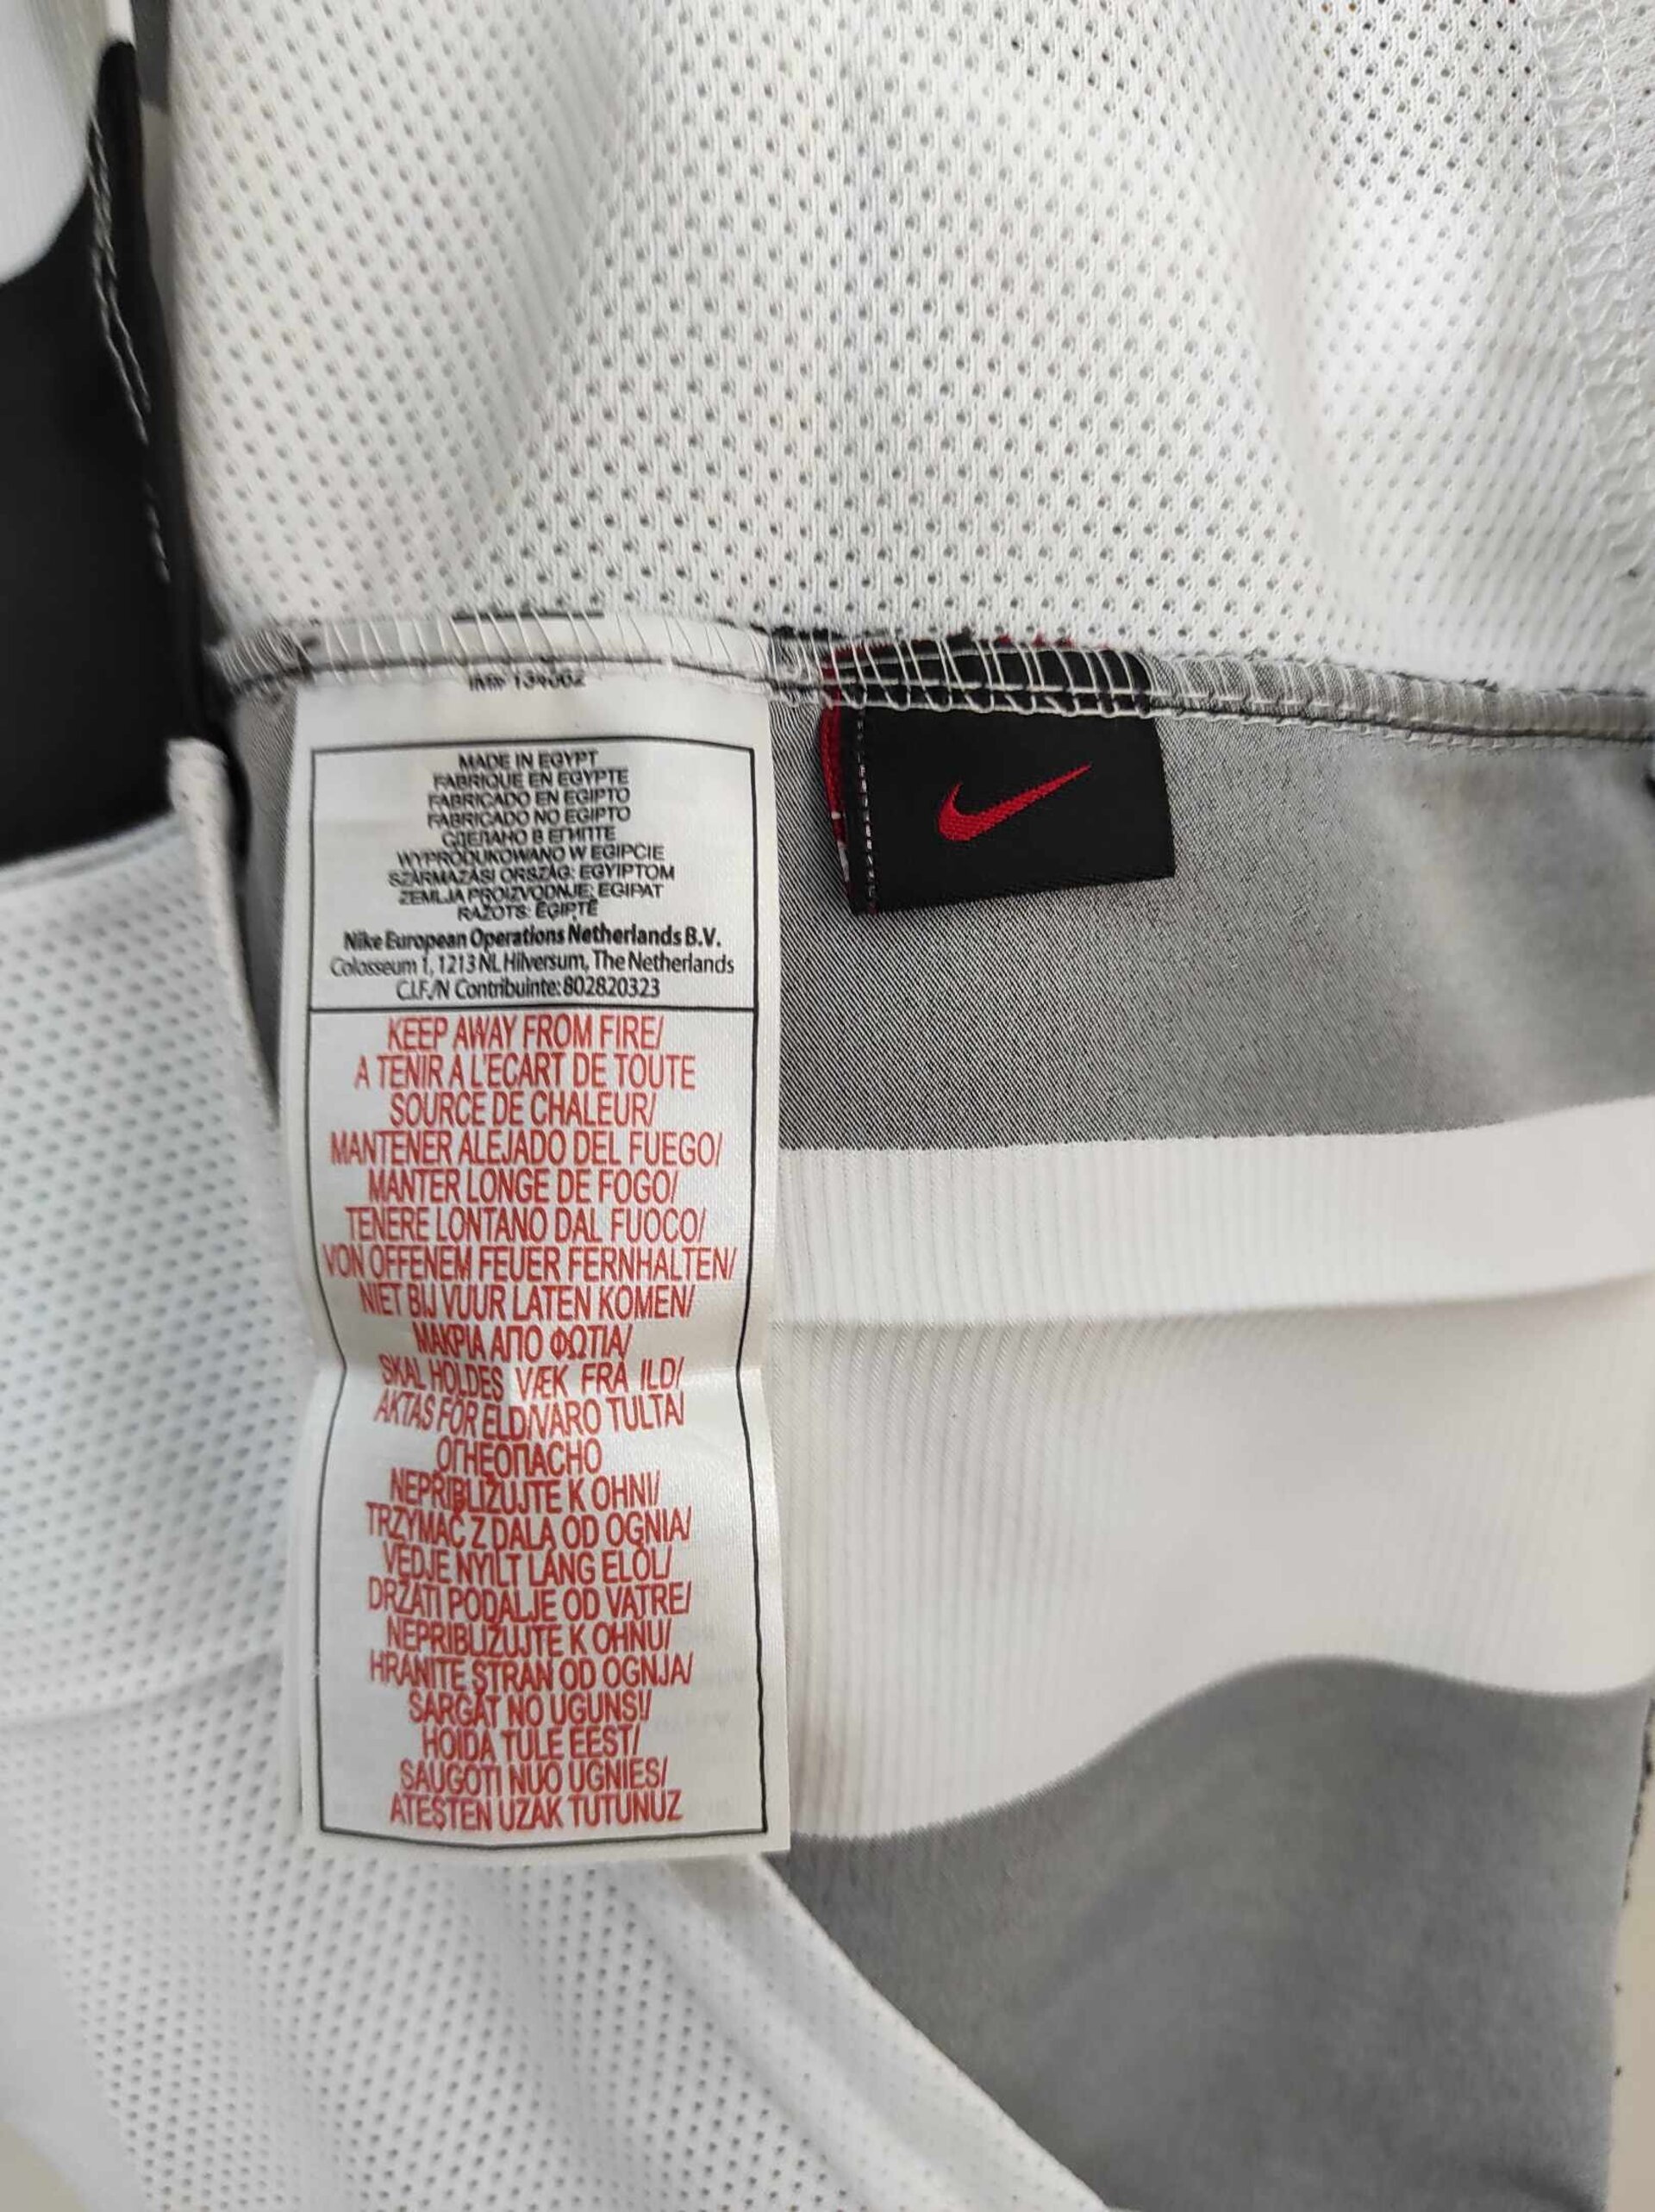 IM# 134602
MADE IN EGYPT
FABRIQUE EN EGYPTE
FABRICADO EN EGIPTO
FABRICADO NO EGIPTO
СДЕЛАНО В ЕГИПТЕ
WYPRODUKOWANO W EGIPCIE
SZÁRMAZÁSI ORSZÁG: EGYIPTOM
ZEMLJA PROIZVODNJE: EGIPAT
RAŽOTS: ĒĢIPTĒ
Nike European Operations Netherlands B.V.
Colosseum 1, 1213 NL Hilversum, The Netherlands
C.I.F./N Contribuinte: 802820323
KEEP AWAY FROM FIRE/
A TENIR A L'ECART DE TOUTE
SOURCE DE CHALEUR/
MANTENER ALEJADO DEL FUEGO/
MANTER LONGE DE FOGO/
TENERE LONTANO DAL FUOCO/
VON OFFENEM FEUER FERNHALTEN/
NIET BIJ VUUR LATEN KOMEN/
ΜΑΚΡΙΑ ΑΠΟ ΦΩΤΙΑ/
SKAL HOLDES VÆK FRA ILD/
AKTAS FÖR ELD/VARO TULTA/
ОГНЕОПАСНО
NEPRIBLIŽUJTE K OHNI/
TRZYMAĆ Z DALA OD OGNIA/
VEDJE NYILT LÁNG ELÖL/
DRŽATI PODALJE OD VATRE/
NEPRIBLIŽUJTE K OHNU/
HRANITE STRAN OD OGNJA/
SARGĀT NO UGUNS!/
HOIDA TULE EEST/
SAUGOTI NUO UGNIES/
ATEŞTEN UZAK TUTUNUZ